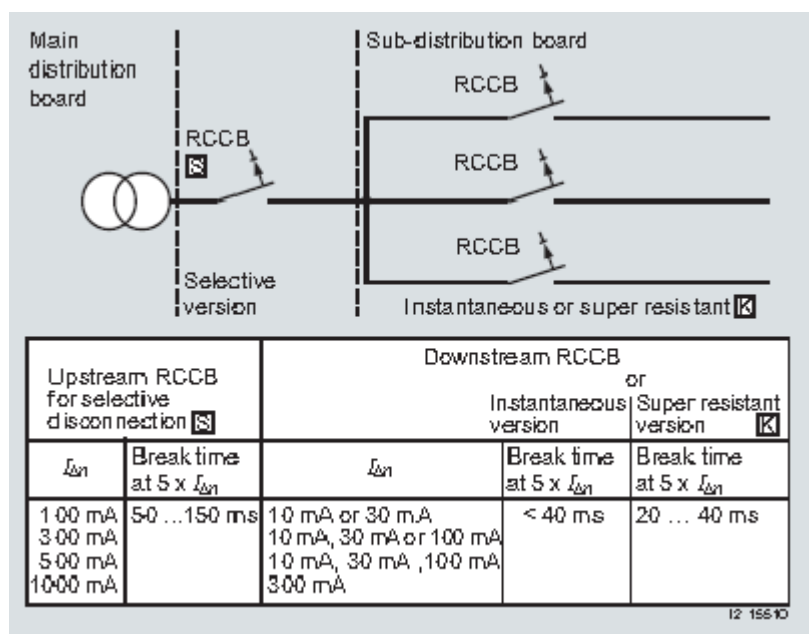 Main
distribution
board
Sub-distribution board
RCCB
RCCB
S
RCCB
RCCB
Selective
version
Instantaneous or super resistant K
Upstream RCCB
for selective
disconnection S
Downstream RCCB
or
Instantaneous
version
Super resistant
version K
IΔn
Break time
at 5 x IΔn
IΔn
Break time
at 5 x IΔn
Break time
at 5 x IΔn
100 mA
300 mA
500 mA
1000 mA
50 ...150 ms
10 mA or 30 mA
10 mA, 30 mA or 100 mA
10 mA, 30 mA ,100 mA
300 mA
< 40 ms
20 ... 40 ms
I2 15510